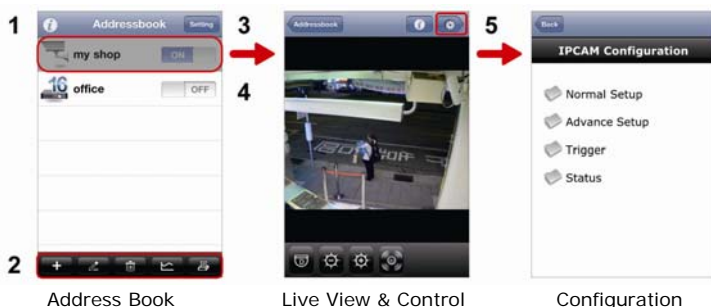 1
Addressbook
Setting
my shop
ON
16
office
OFF
2
Address Book
3
Addressbook
4
Live View & Control
5
Back
IPCAM Configuration
Normal Setup
Advance Setup
Trigger
Status
Configuration